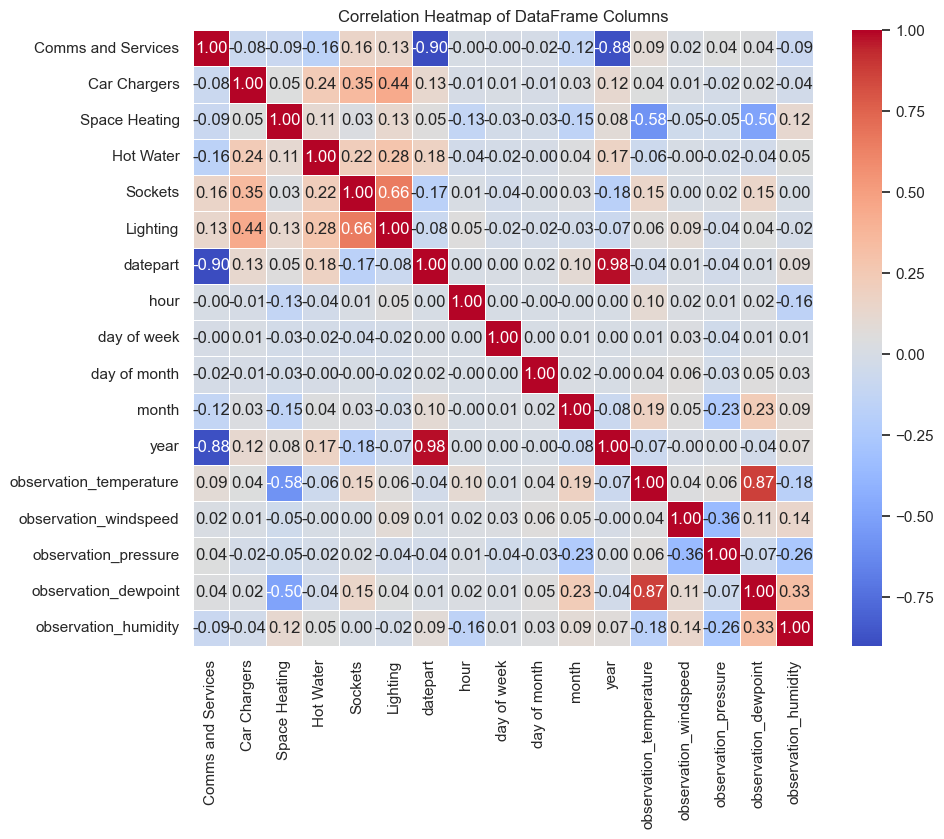 Correlation Heatmap of DataFrame Columns
Comms and Services 1.00 -0.08 -0.09 -0.16 0.16 0.13 -0.90 -0.00 -0.00 -0.02 -0.12 -0.88 0.09 0.02 0.04 0.04 -0.09
Car Chargers -0.08 1.00 0.05 0.24 0.35 0.44 0.13 -0.01 0.01 -0.01 0.03 0.12 0.04 0.01 -0.02 0.02 -0.04
Space Heating -0.09 0.05 1.00 0.11 0.03 0.13 0.05 -0.13 -0.03 -0.03 -0.15 0.08 -0.58 -0.05 -0.05 -0.50 0.12
Hot Water -0.16 0.24 0.11 1.00 0.22 0.28 0.18 -0.04 -0.02 -0.00 0.04 0.17 -0.06 -0.00 -0.02 -0.04 0.05
Sockets 0.16 0.35 0.03 0.22 1.00 0.66 -0.17 0.01 -0.04 -0.00 0.03 -0.18 0.15 0.00 0.02 0.15 0.00
Lighting 0.13 0.44 0.13 0.28 0.66 1.00 -0.08 0.05 -0.02 -0.02 -0.03 -0.07 0.06 0.09 -0.04 0.04 -0.02
datepart -0.90 0.13 0.05 0.18 -0.17 -0.08 1.00 0.00 0.00 0.02 0.10 0.98 -0.04 0.01 -0.04 0.01 0.09
hour -0.00 -0.01 -0.13 -0.04 0.01 0.05 0.00 1.00 0.00 -0.00 -0.00 0.00 0.10 0.02 0.01 0.02 -0.16
day of week -0.00 0.01 -0.03 -0.02 -0.04 -0.02 0.00 0.00 1.00 0.00 0.01 0.00 0.01 0.03 -0.04 0.01 0.01
day of month -0.02 -0.01 -0.03 -0.00 -0.00 -0.02 0.02 -0.00 0.00 1.00 0.02 -0.00 0.04 0.06 -0.03 0.05 0.03
month -0.12 0.03 -0.15 0.04 0.03 -0.03 0.10 -0.00 0.01 0.02 1.00 -0.08 0.19 0.05 -0.23 0.23 0.09
year -0.88 0.12 0.08 0.17 -0.18 -0.07 0.98 0.00 0.00 -0.00 -0.08 1.00 -0.07 -0.00 0.00 -0.04 0.07
observation_temperature 0.09 0.04 -0.58 -0.06 0.15 0.06 -0.04 0.10 0.01 0.04 0.19 -0.07 1.00 0.04 0.06 0.87 -0.18
observation_windspeed 0.02 0.01 -0.05 -0.00 0.00 0.09 0.01 0.02 0.03 0.06 0.05 -0.00 0.04 1.00 -0.36 0.11 0.14
observation_pressure 0.04 -0.02 -0.05 -0.02 0.02 -0.04 -0.04 0.01 -0.04 -0.03 -0.23 0.00 0.06 -0.36 1.00 -0.07 -0.26
observation_dewpoint 0.04 0.02 -0.50 -0.04 0.15 0.04 0.01 0.02 0.01 0.05 0.23 -0.04 0.87 0.11 -0.07 1.00 0.33
observation_humidity -0.09 -0.04 0.12 0.05 0.00 -0.02 0.09 -0.16 0.01 0.03 0.09 0.07 -0.18 0.14 -0.26 0.33 1.00
Comms and Services
Car Chargers
Space Heating
Hot Water
Sockets
Lighting
datepart
hour
day of week
day of month
month
year
observation_temperature
observation_windspeed
observation_pressure
observation_dewpoint
observation_humidity
1.00
0.75
0.50
0.25
0.00
−0.25
−0.50
−0.75